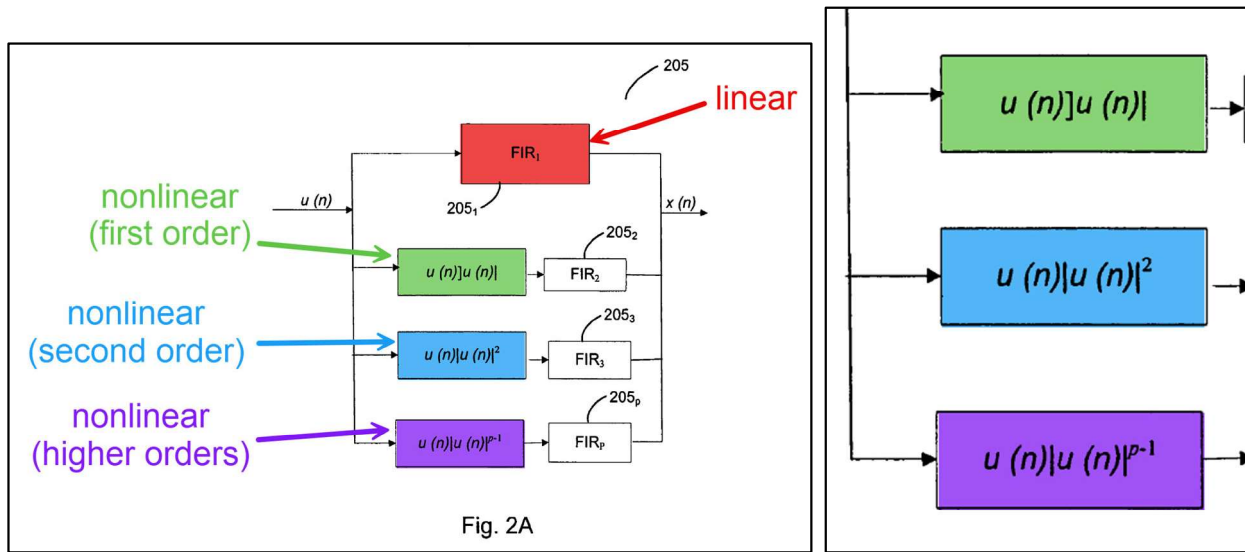 205
linear
FIR₁
nonlinear
(first order)
u (n)
205₁
x (n)
205₂
u (n)]u (n)|
FIR₂
nonlinear
(second order)
205₃
u (n)|u (n)|²
FIR₃
nonlinear
(higher orders)
205ₚ
u (n)|u (n)|ᵖ⁻¹
FIRₚ
Fig. 2A
u (n)]u (n)|
u (n)|u (n)|²
u (n)|u (n)|ᵖ⁻¹